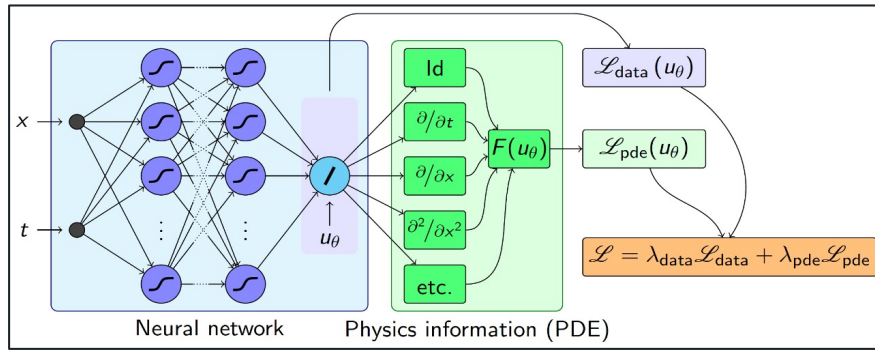 x
t
⋮
⋮
u_θ
Neural network
Id
∂/∂t
∂/∂x
∂²/∂x²
etc.
F(u_θ)
Physics information (PDE)
ℒ_data (u_θ)
ℒ_pde(u_θ)
ℒ = λ_data ℒ_data + λ_pde ℒ_pde